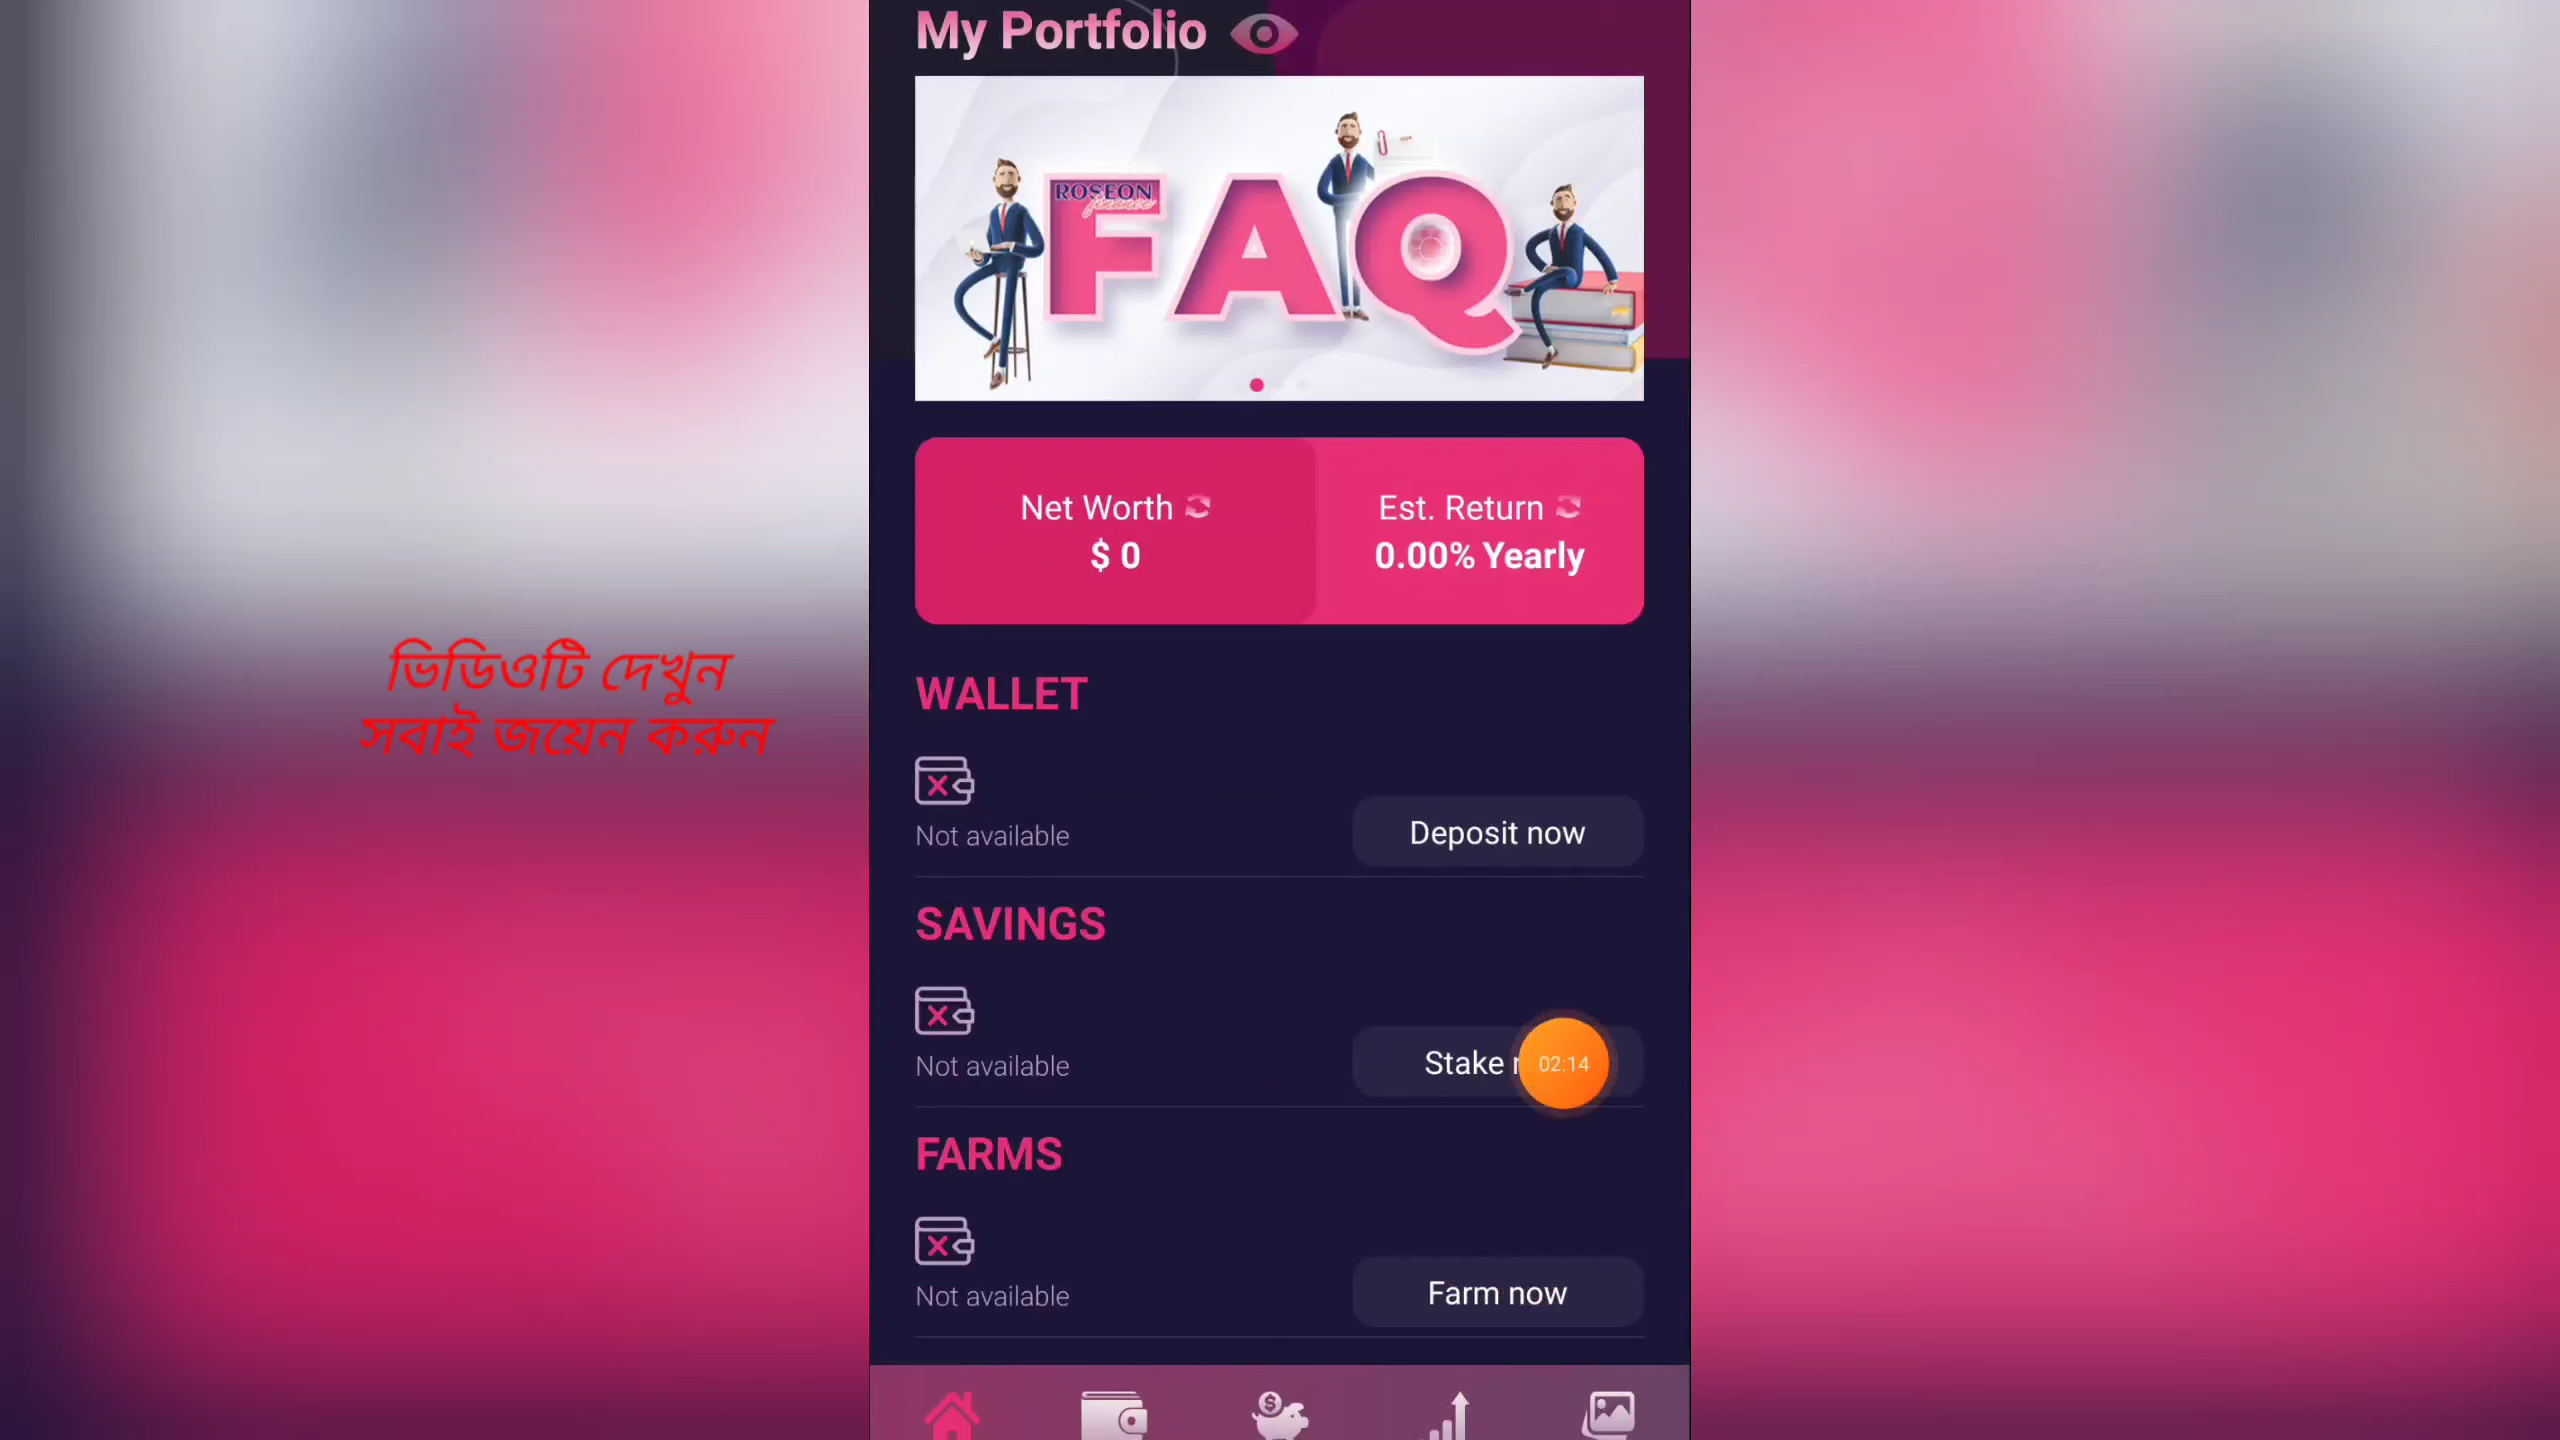 My Portfolio
ROSEON
finance
FAQ
Net Worth
$ 0
Est. Return
0.00% Yearly
ভিডিওটি দেখুন
সবাই জয়েন করুন
WALLET
Not available
Deposit now
SAVINGS
Not available
Stake
02:14
FARMS
Not available
Farm now